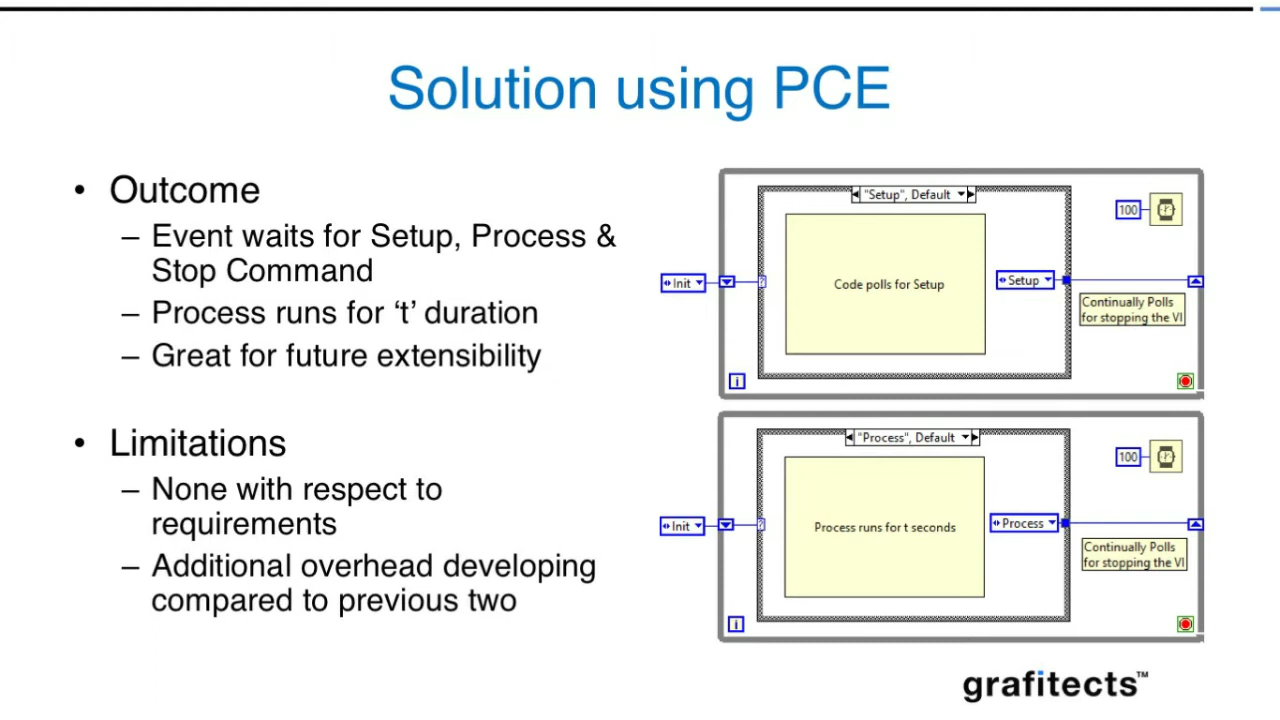 Solution using PCE
• Outcome
– Event waits for Setup, Process &
Stop Command
– Process runs for ‘t’ duration
– Great for future extensibility
• Limitations
– None with respect to
requirements
– Additional overhead developing
compared to previous two
"Setup", Default
100
Init
?
Code polls for Setup
Setup
Continually Polls
for stopping the VI
i
"Process", Default
100
Init
?
Process runs for t seconds
Process
Continually Polls
for stopping the VI
i
grafitects™